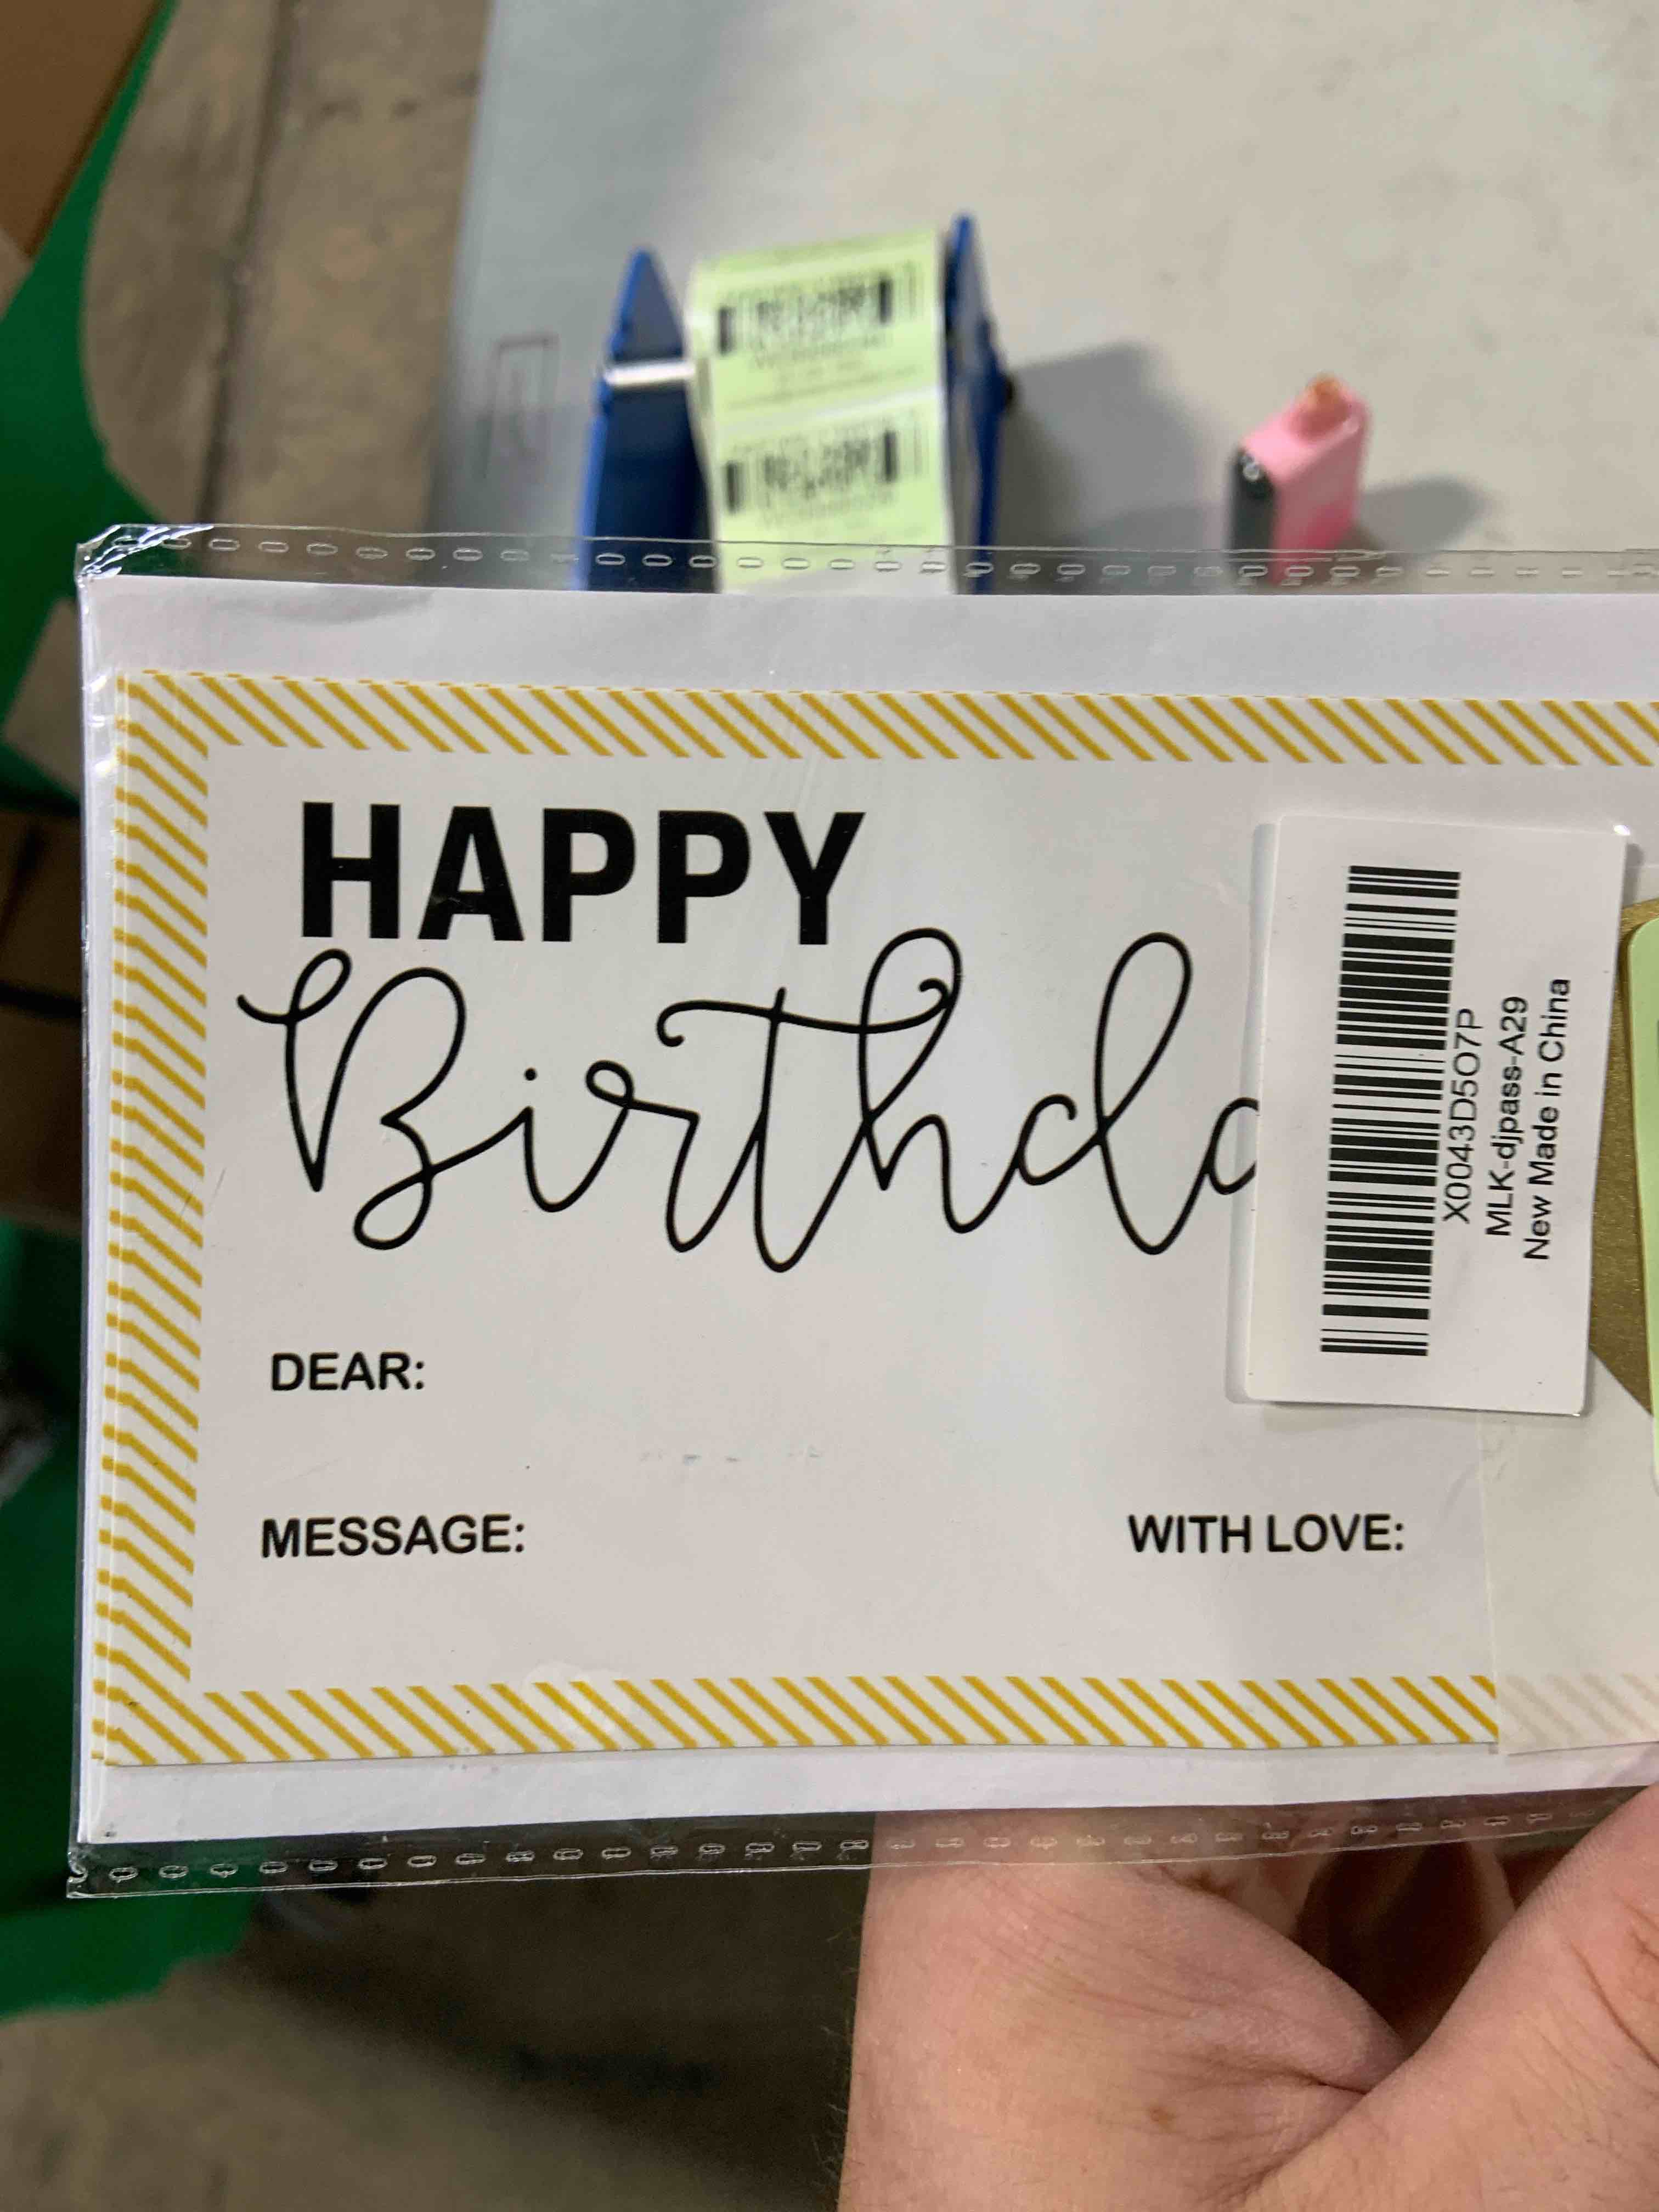 HAPPY
Birthda
DEAR:
MESSAGE:
WITH LOVE:
X0043D5O7P
MLK-djpass-A29
New Made in China